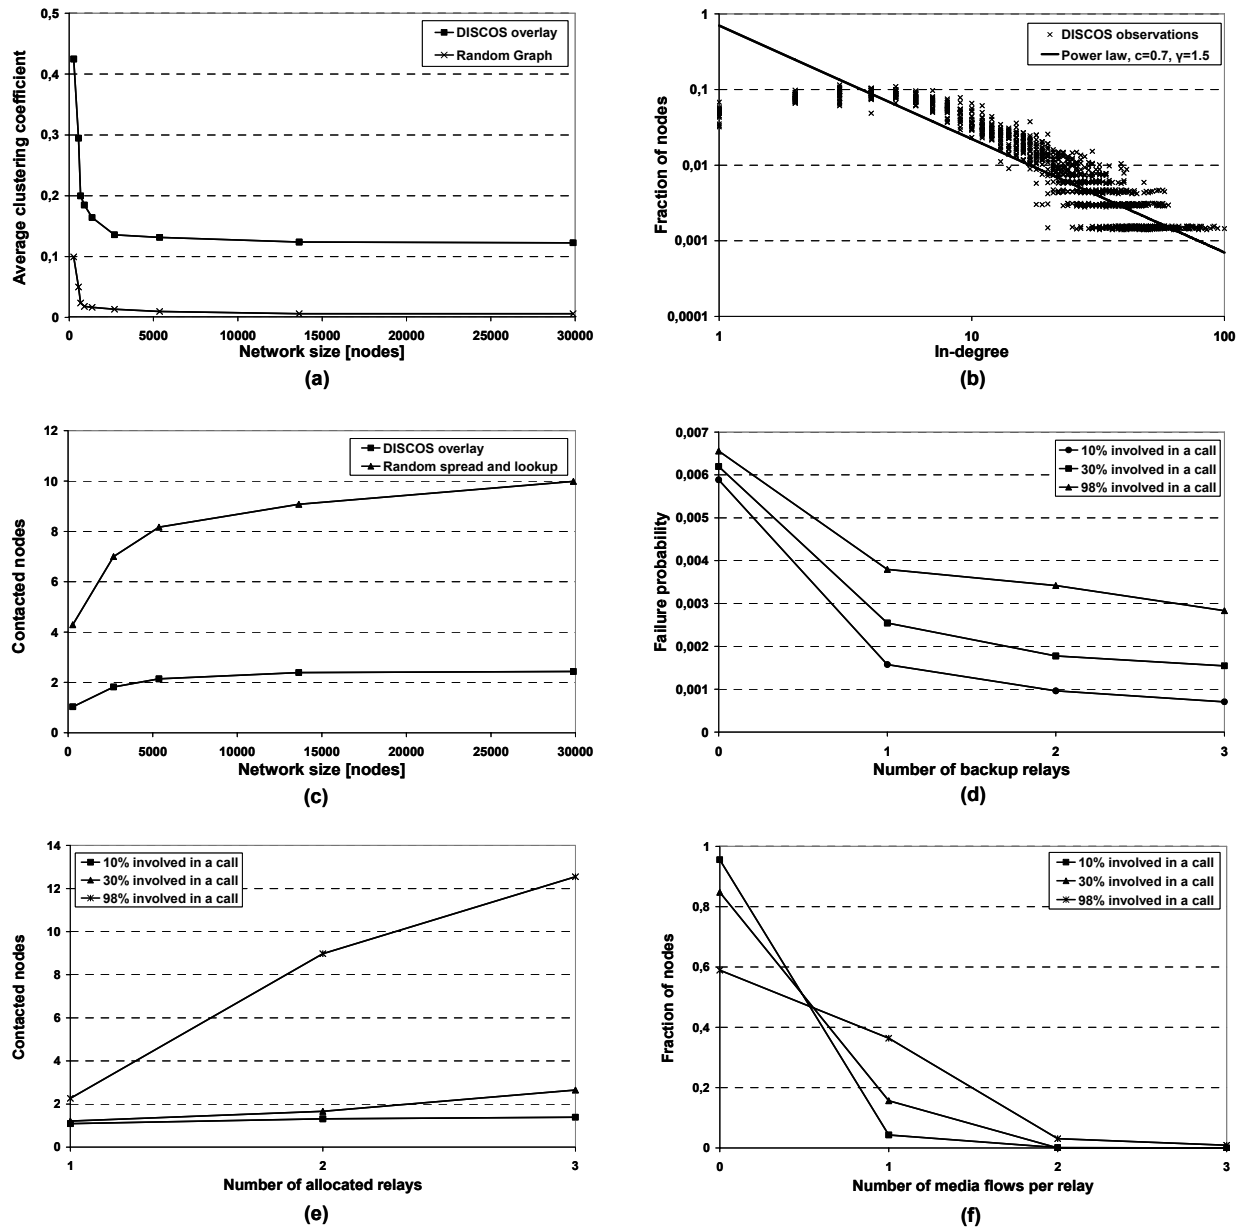 0,5
0,4
0,3
0,2
0,1
0
Average clustering coefficient
DISCOS overlay
Random Graph
0 5000 10000 15000 20000 25000 30000
Network size [nodes]
(a)
1
0,1
0,01
0,001
0,0001
Fraction of nodes
DISCOS observations
Power law, c=0.7, γ=1.5
1 10 100
In-degree
(b)
12
10
8
6
4
2
0
Contacted nodes
DISCOS overlay
Random spread and lookup
0 5000 10000 15000 20000 25000 30000
Network size [nodes]
(c)
0,007
0,006
0,005
0,004
0,003
0,002
0,001
0
Failure probability
10% involved in a call
30% involved in a call
98% involved in a call
0 1 2 3
Number of backup relays
(d)
14
12
10
8
6
4
2
0
Contacted nodes
10% involved in a call
30% involved in a call
98% involved in a call
1 2 3
Number of allocated relays
(e)
1
0,8
0,6
0,4
0,2
0
Fraction of nodes
10% involved in a call
30% involved in a call
98% involved in a call
0 1 2 3
Number of media flows per relay
(f)